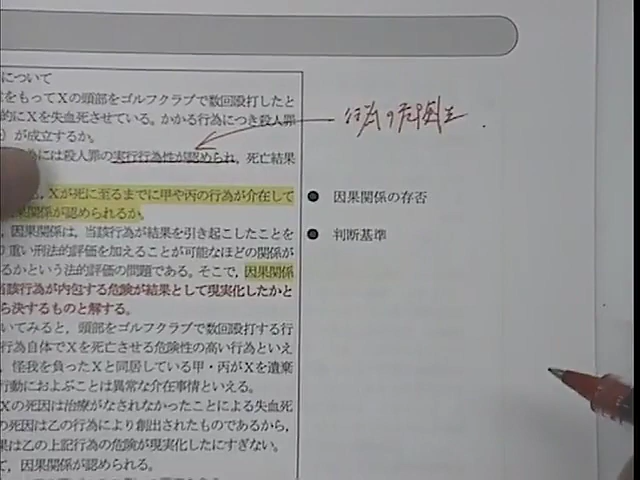 について
をもってXの頭部をゴルフクラブで数回殴打したと
的にXを失血死させている。かかる行為につき殺人罪
が成立するか。
為には殺人罪の実行行為性が認められ、死亡結果
、Xが死に至るまでに甲や丙の行為が介在して
果関係が認められるか。
、因果関係は、当該行為が結果を引き起こしたことを
り重い刑法的評価を加えることが可能なほどの関係が
るかという法的評価の問題である。そこで、因果関係
当該行為が内包する危険が結果として現実化したかと
ら決するものと解する。
いてみると、頭部をゴルフクラブで数回殴打する行
行為自体でXを死亡させる危険性の高い行為といえ
、怪我を負ったXと同居している甲・丙がXを遺棄
行動におよぶことは異常な介在事情といえる。
Xの死因は治療がなされなかったことによる失血死
の死因は乙の行為により創出されたものであるから、
果は乙の上記行為の危険が現実化したにすぎない。
て、因果関係が認められる。
行為の危険性
● 因果関係の存否
● 判断基準